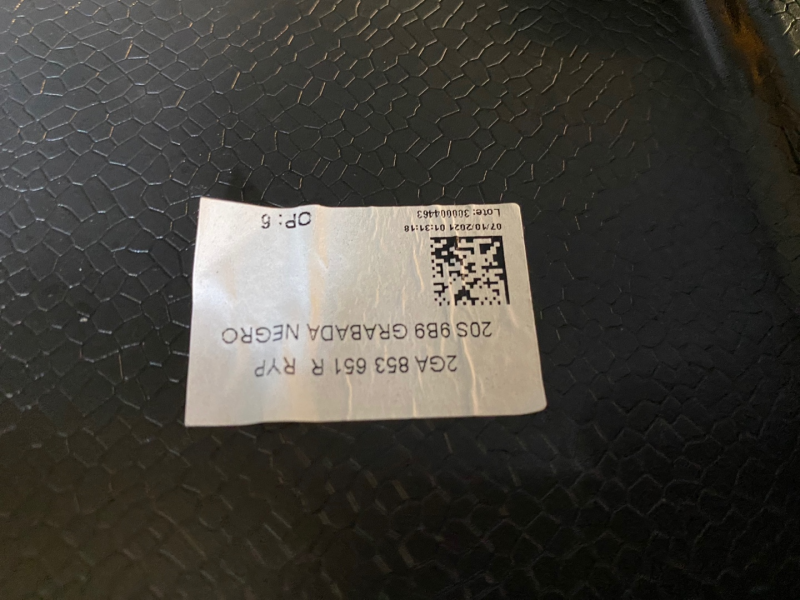 2GA 853 651 R RYP
20S 9B9 GRABADA NEGRO
07/10/2021 01:31:18
Lote: 300004463
OP: 6